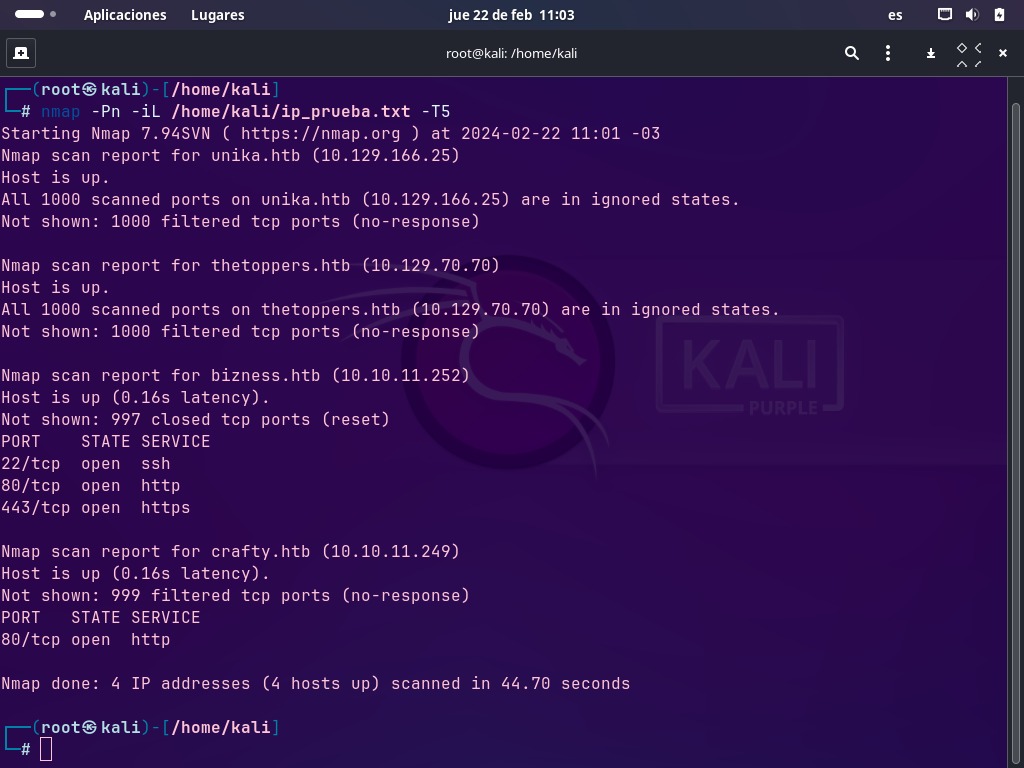 Aplicaciones Lugares jue 22 de feb 11:03 es
root@kali: /home/kali
┌──(root㉿kali)-[/home/kali]
└─# nmap -Pn -iL /home/kali/ip_prueba.txt -T5
Starting Nmap 7.94SVN ( https://nmap.org ) at 2024-02-22 11:01 -03
Nmap scan report for unika.htb (10.129.166.25)
Host is up.
All 1000 scanned ports on unika.htb (10.129.166.25) are in ignored states.
Not shown: 1000 filtered tcp ports (no-response)

Nmap scan report for thetoppers.htb (10.129.70.70)
Host is up.
All 1000 scanned ports on thetoppers.htb (10.129.70.70) are in ignored states.
Not shown: 1000 filtered tcp ports (no-response)

Nmap scan report for bizness.htb (10.10.11.252)
Host is up (0.16s latency).
Not shown: 997 closed tcp ports (reset)
PORT    STATE SERVICE
22/tcp  open  ssh
80/tcp  open  http
443/tcp open  https

Nmap scan report for crafty.htb (10.10.11.249)
Host is up (0.16s latency).
Not shown: 999 filtered tcp ports (no-response)
PORT   STATE SERVICE
80/tcp open  http

Nmap done: 4 IP addresses (4 hosts up) scanned in 44.70 seconds

┌──(root㉿kali)-[/home/kali]
└─#
KALI
PURPLE